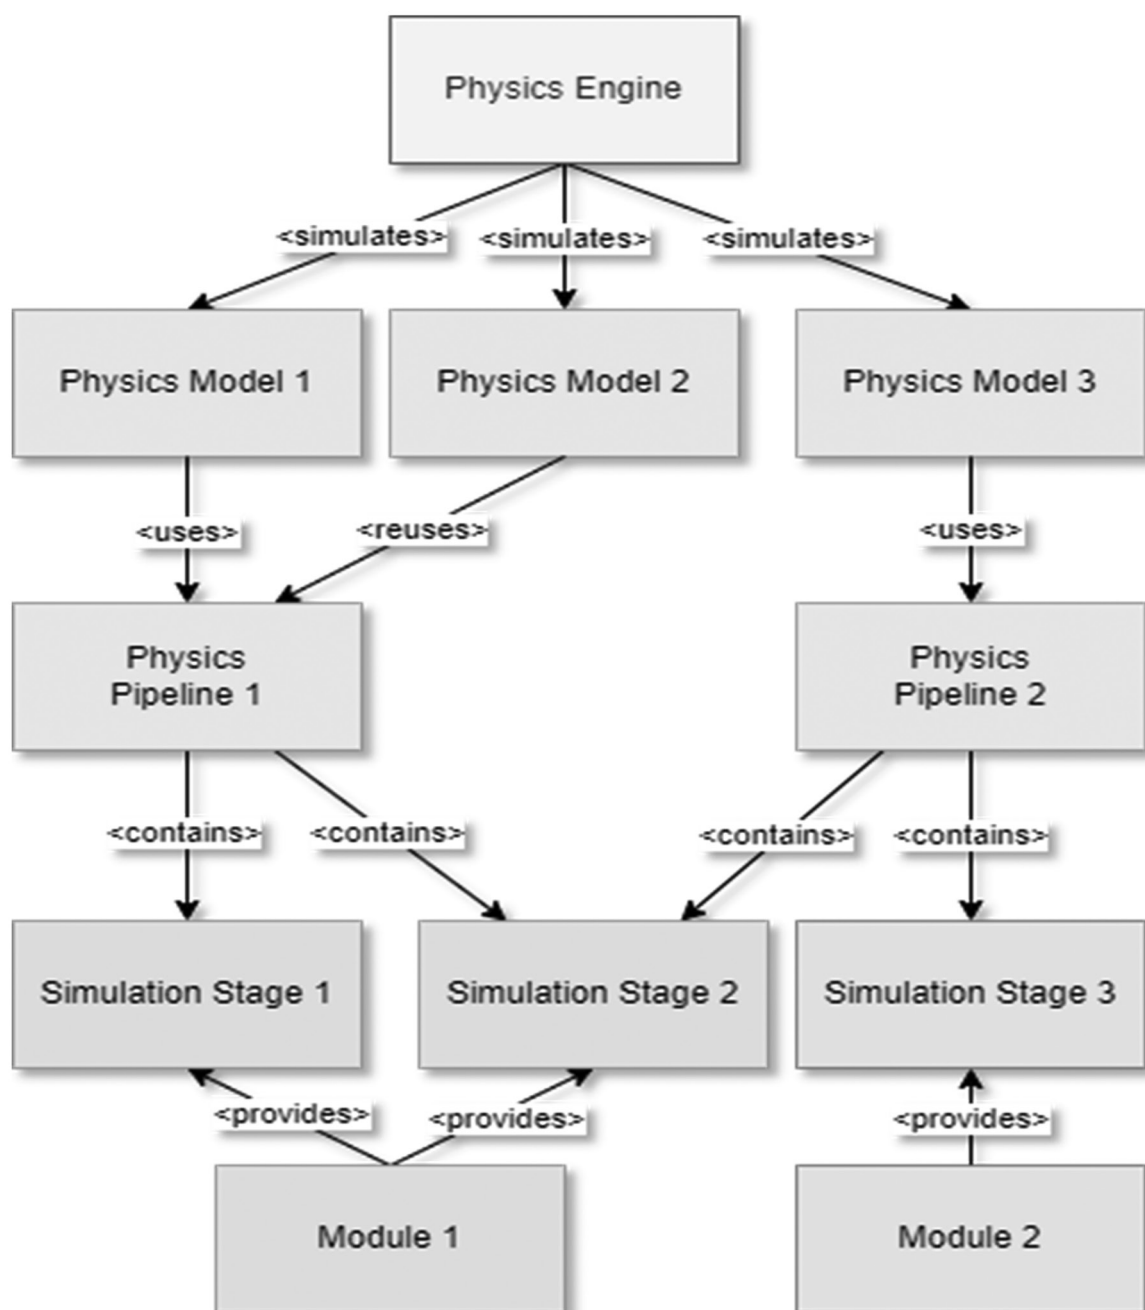 Physics Engine
<simulates>
<simulates>
<simulates>
Physics Model 1
Physics Model 2
Physics Model 3
<uses>
<reuses>
<uses>
Physics
Pipeline 1
Physics
Pipeline 2
<contains>
<contains>
<contains>
<contains>
Simulation Stage 1
Simulation Stage 2
Simulation Stage 3
<provides>
<provides>
<provides>
Module 1
Module 2